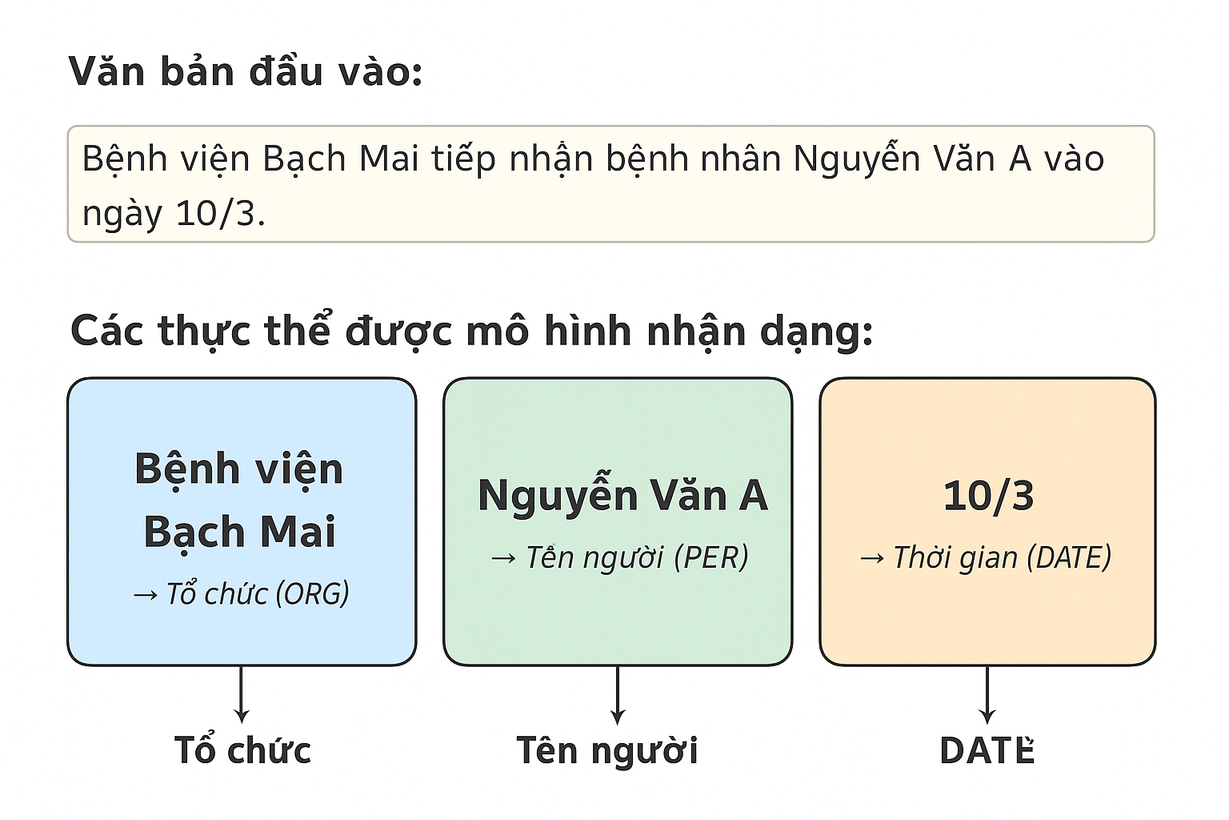 Văn bản đầu vào:
Bệnh viện Bạch Mai tiếp nhận bệnh nhân Nguyễn Văn A vào
ngày 10/3.
Các thực thể được mô hình nhận dạng:
Bệnh viện
Bạch Mai
→ Tổ chức (ORG)
Nguyễn Văn A
→ Tên người (PER)
10/3
→ Thời gian (DATE)
Tổ chức
Tên người
DATE